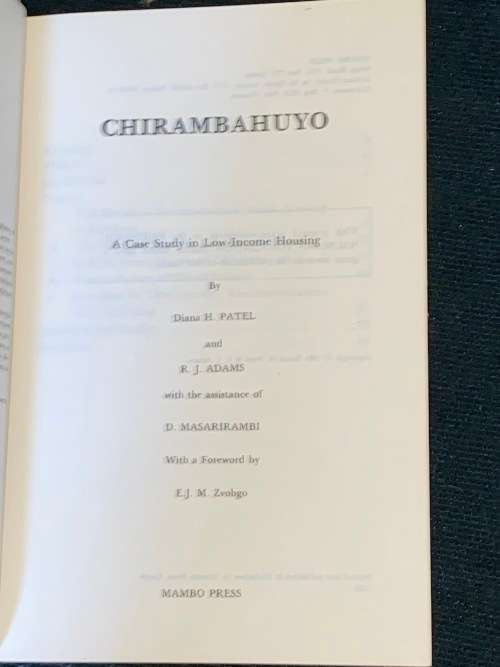 CHIRAMBAHUYO
A Case Study in Low-Income Housing
By
Diana H. PATEL
and
R. J. ADAMS
with the assistance of
D. MASARIRAMBI
With a Foreword by
E.J. M. Zvobgo
MAMBO PRESS